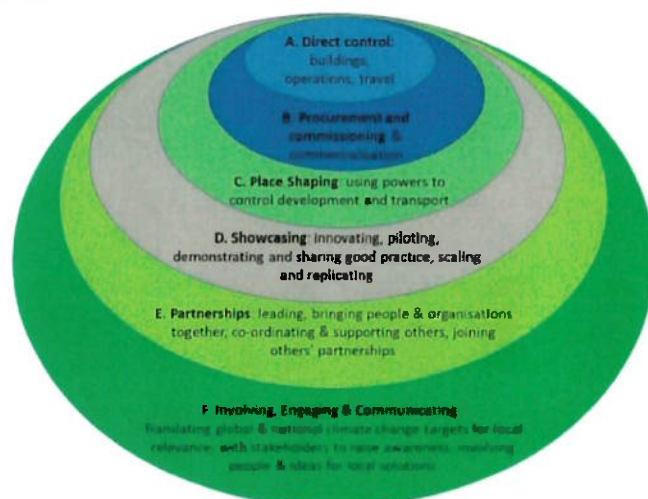 A. Direct control:
buildings,
operations, travel
B. Procurement and
commissioning &
commercialisation
C. Place Shaping: using powers to
control development and transport
D. Showcasing: innovating, piloting,
demonstrating and sharing good practice, scaling
and replicating
E. Partnerships: leading, bringing people & organisations
together, co-ordinating & supporting others, joining
others' partnerships
F Involving, Engaging & Communicating
Translating global & national climate change targets for local
relevance; with stakeholders to raise awareness, involving
people & ideas for local solutions